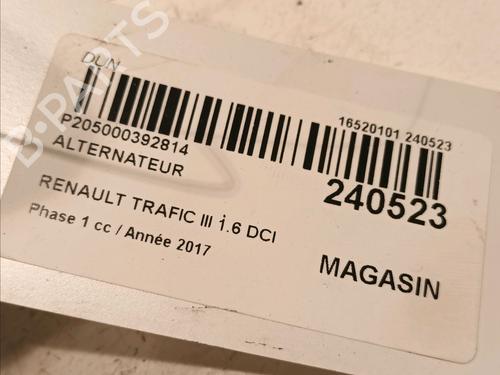 B-PARTS
DUN
P205000392814
16520101 240523
ALTERNATEUR
240523
RENAULT TRAFIC III 1.6 DCI
Phase 1 cc / Année 2017
MAGASIN